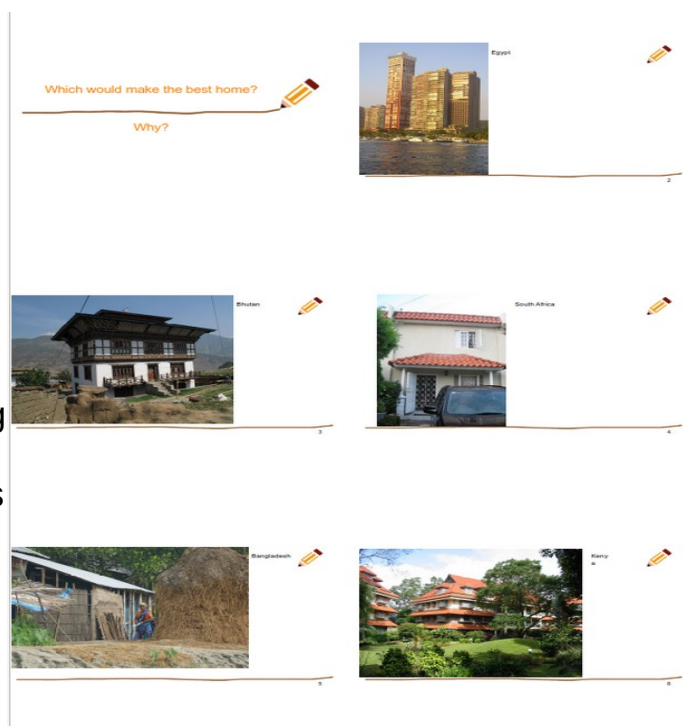 Which would make the best home?
Why?
Egypt
2
Bhutan
3
South Africa
4
g
s
Bangladesh
5
Keny
a
6